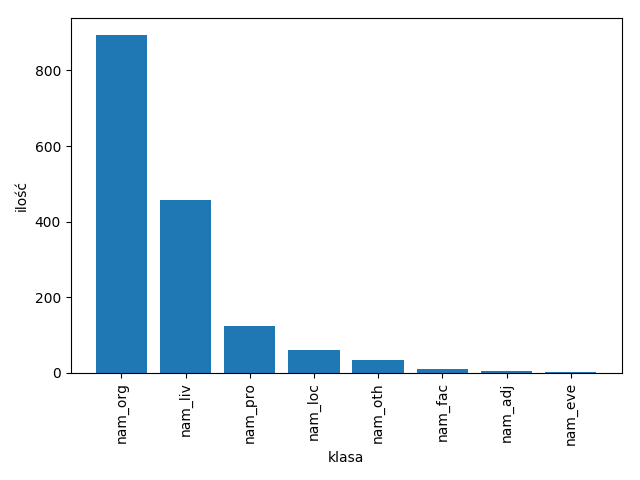 800
600
400
200
0
ilość
nam_org
nam_liv
nam_pro
nam_loc
nam_oth
nam_fac
nam_adj
nam_eve
klasa